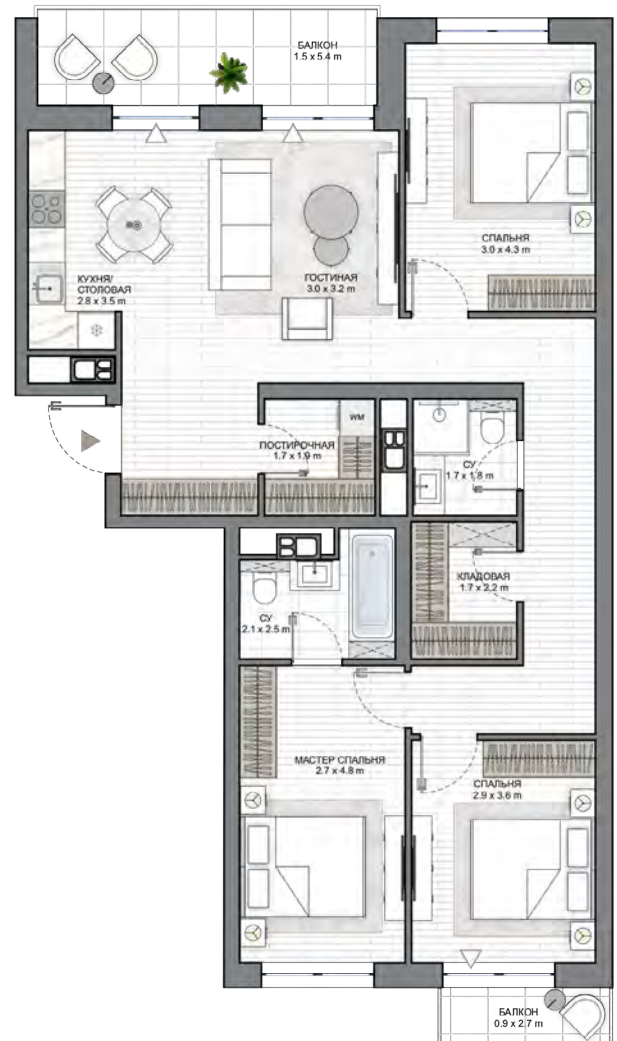 БАЛКОН
1.5 x 5.4 m
СПАЛЬНЯ
3.0 x 4.3 m
КУХНЯ/
СТОЛОВАЯ
2.8 x 3.5 m
ГОСТИНАЯ
3.0 x 3.2 m
WM
ПОСТИРОЧНАЯ
1.7 x 1.9 m
СУ
1.7 x 1.8 m
КЛАДОВАЯ
1.7 x 2.2 m
СУ
2.1 x 2.5 m
МАСТЕР СПАЛЬНЯ
2.7 x 4.8 m
СПАЛЬНЯ
2.9 x 3.6 m
БАЛКОН
0.9 x 2.7 m